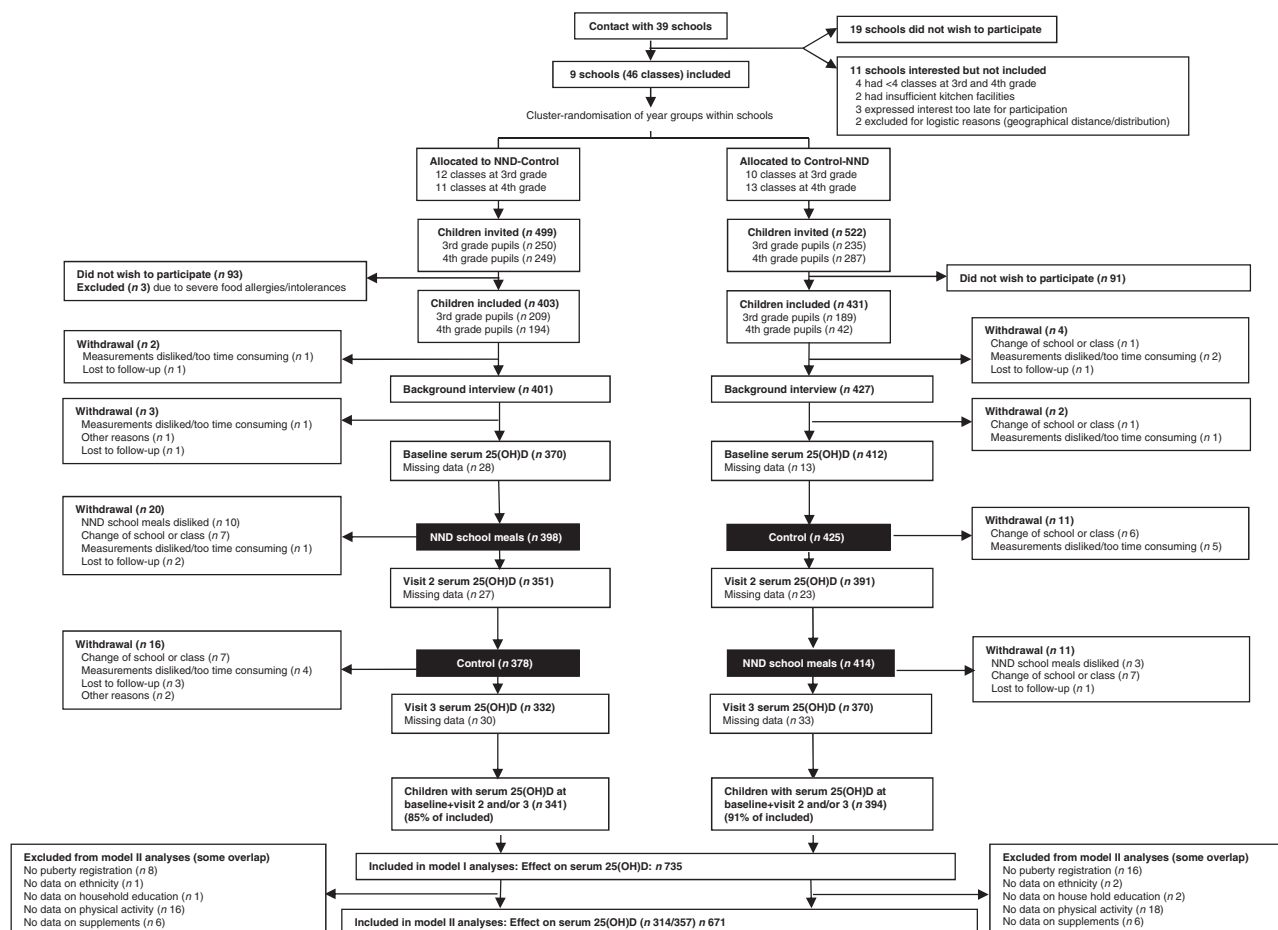 Contact with 39 schools
19 schools did not wish to participate
9 schools (46 classes) included
11 schools interested but not included
4 had <4 classes at 3rd and 4th grade
2 had insufficient kitchen facilities
3 expressed interest too late for participation
2 excluded for logistic reasons (geographical distance/distribution)
Cluster-randomisation of year groups within schools
Allocated to NND-Control
12 classes at 3rd grade
11 classes at 4th grade
Allocated to Control-NND
10 classes at 3rd grade
13 classes at 4th grade
Children invited (n 499)
3rd grade pupils (n 250)
4th grade pupils (n 249)
Children invited (n 522)
3rd grade pupils (n 235)
4th grade pupils (n 287)
Did not wish to participate (n 93)
Excluded (n 3) due to severe food allergies/intolerances
Did not wish to participate (n 91)
Children included (n 403)
3rd grade pupils (n 209)
4th grade pupils (n 194)
Children included (n 431)
3rd grade pupils (n 189)
4th grade pupils (n 42)
Withdrawal (n 2)
Measurements disliked/too time consuming (n 1)
Lost to follow-up (n 1)
Withdrawal (n 4)
Change of school or class (n 1)
Measurements disliked/too time consuming (n 2)
Lost to follow-up (n 1)
Background interview (n 401)
Background interview (n 427)
Withdrawal (n 3)
Measurements disliked/too time consuming (n 1)
Other reasons (n 1)
Lost to follow-up (n 1)
Withdrawal (n 2)
Change of school or class (n 1)
Measurements disliked/too time consuming (n 1)
Baseline serum 25(OH)D (n 370)
Missing data (n 28)
Baseline serum 25(OH)D (n 412)
Missing data (n 13)
Withdrawal (n 20)
NND school meals disliked (n 10)
Change of school or class (n 7)
Measurements disliked/too time consuming (n 1)
Lost to follow-up (n 2)
NND school meals (n 398)
Control (n 425)
Withdrawal (n 11)
Change of school or class (n 6)
Measurements disliked/too time consuming (n 5)
Visit 2 serum 25(OH)D (n 351)
Missing data (n 27)
Visit 2 serum 25(OH)D (n 391)
Missing data (n 23)
Withdrawal (n 16)
Change of school or class (n 7)
Measurements disliked/too time consuming (n 4)
Lost to follow-up (n 3)
Other reasons (n 2)
Control (n 378)
NND school meals (n 414)
Withdrawal (n 11)
NND school meals disliked (n 3)
Change of school or class (n 7)
Lost to follow-up (n 1)
Visit 3 serum 25(OH)D (n 332)
Missing data (n 30)
Visit 3 serum 25(OH)D (n 370)
Missing data (n 33)
Children with serum 25(OH)D at
baseline+visit 2 and/or 3 (n 341)
(85% of included)
Children with serum 25(OH)D at
baseline+visit 2 and/or 3 (n 394)
(91% of included)
Excluded from model II analyses (some overlap)
No puberty registration (n 8)
No data on ethnicity (n 1)
No data on household education (n 1)
No data on physical activity (n 16)
No data on supplements (n 6)
Included in model I analyses: Effect on serum 25(OH)D: n 735
Excluded from model II analyses (some overlap)
No puberty registration (n 16)
No data on ethnicity (n 2)
No data on house hold education (n 2)
No data on physical activity (n 18)
No data on supplements (n 6)
Included in model II analyses: Effect on serum 25(OH)D (n 314/357) n 671